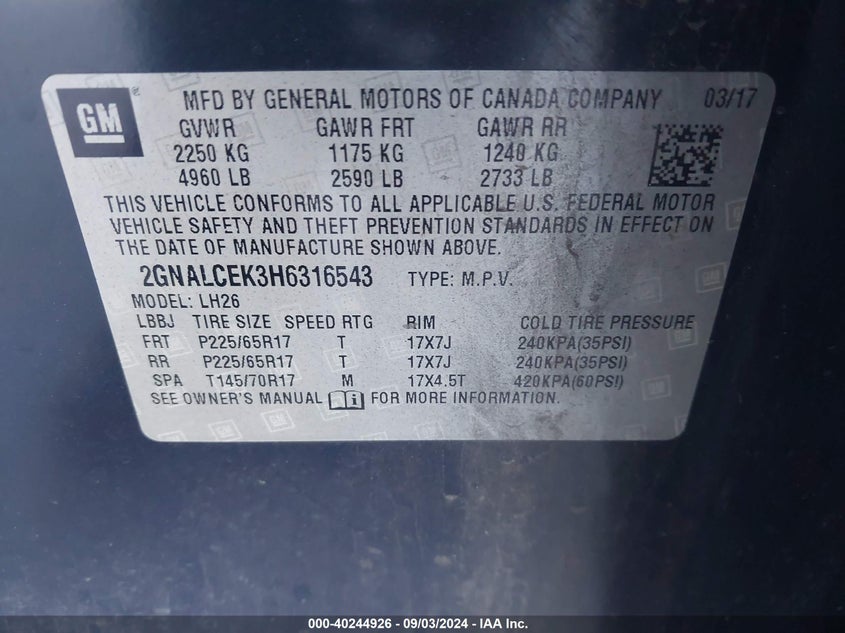 GM ® MFD BY GENERAL MOTORS OF CANADA COMPANY 03/17
GVWR GAWR FRT GAWR RR
2250 KG 1175 KG 1240 KG
4960 LB 2590 LB 2733 LB
THIS VEHICLE CONFORMS TO ALL APPLICABLE U.S. FEDERAL MOTOR
VEHICLE SAFETY AND THEFT PREVENTION STANDARDS IN EFFECT ON
THE DATE OF MANUFACTURE SHOWN ABOVE.
2GNALCEK3H6316543 TYPE: M.P.V.
MODEL: LH26
LBBJ TIRE SIZE SPEED RTG RIM COLD TIRE PRESSURE
FRT P225/65R17 T 17X7J 240KPA(35PSI)
RR P225/65R17 T 17X7J 240KPA(35PSI)
SPA T145/70R17 M 17X4.5T 420KPA(60PSI)
SEE OWNER'S MANUAL FOR MORE INFORMATION.
000-40244926 - 09/03/2024 - IAA Inc.